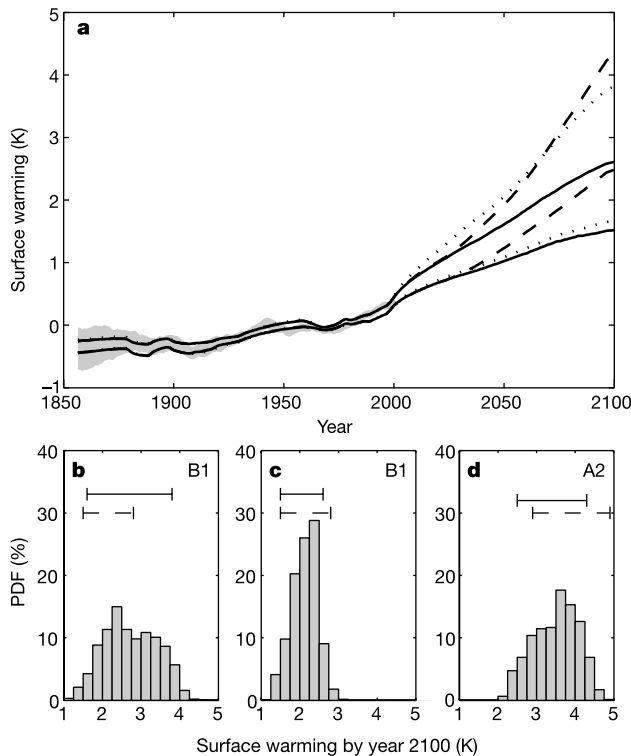 a
5
4
3
2
1
0
−1
Surface warming (K)
1850 1900 1950 2000 2050 2100
Year
b B1 c B1 d A2
40 40 40
30 30 30
20 20 20
10 10 10
0 0 0
PDF (%)
1 2 3 4 5 1 2 3 4 5 1 2 3 4 5
Surface warming by year 2100 (K)